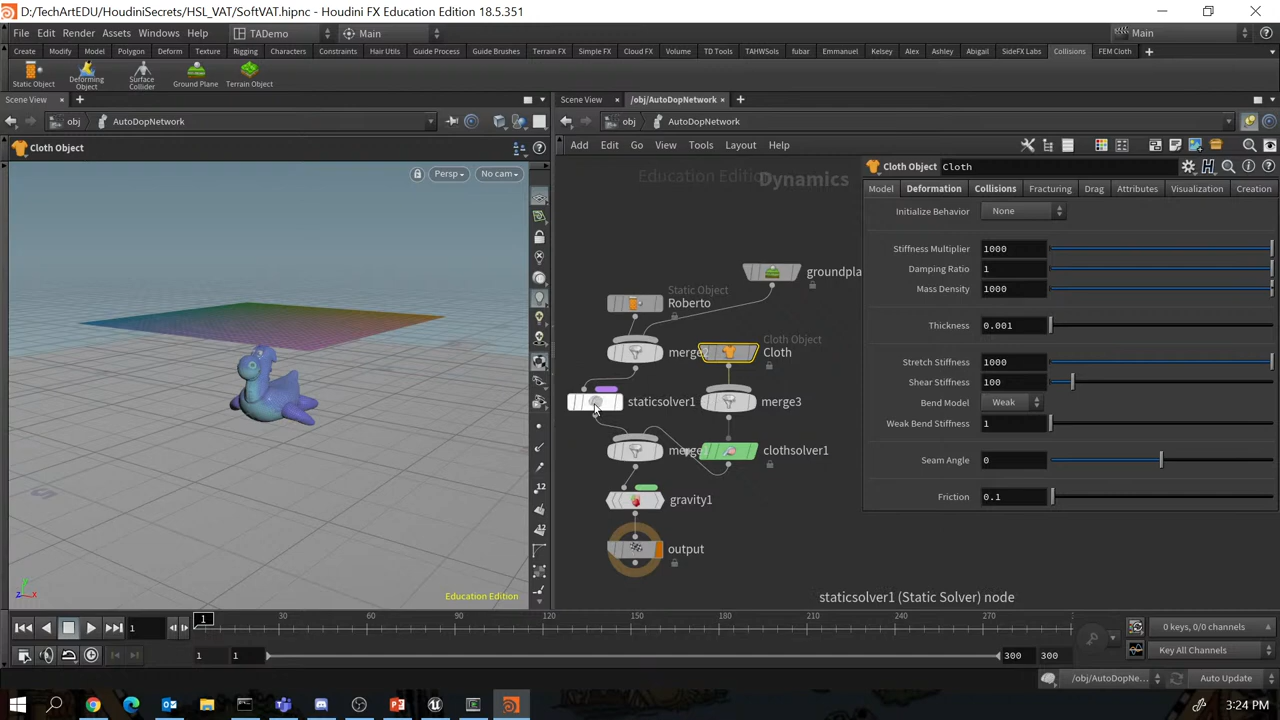 D:/TechArtEDU/HoudiniSecrets/HSL_VAT/SoftVAT.hipnc - Houdini FX Education Edition - 18.5.351
File Edit Render Assets Windows Help TADemo Main Main
Create Modify Model Polygon Deform Texture Rigging Characters Constraints Hair Utils Guide Process Guide Brushes Terrain FX Simple FX Cloud FX Volume TD Tools TAHWSols fubar Emmanuel Kelsey Alex Ashley Abigail SideFX Labs Collisions FEM Cloth
Static Object
Deforming Object
Surface Collider
Ground Plane
Terrain Object
Scene View
Scene View /obj/AutoDopNetwork
obj AutoDopNetwork
obj AutoDopNetwork
Cloth Object
Add Edit Go View Tools Layout Help
Persp No cam
Education Edition
Education Edition
Dynamics
groundpla
Static Object
Roberto
merge2
Cloth Object
Cloth
staticsolver1
merge3
merge
clothsolver1
gravity1
output
staticsolver1 (Static Solver) node
Cloth Object Cloth
Model Deformation Collisions Fracturing Drag Attributes Visualization Creation
Initialize Behavior None
Stiffness Multiplier 1000
Damping Ratio 1
Mass Density 1000
Thickness 0.001
Stretch Stiffness 1000
Shear Stiffness 100
Bend Model Weak
Weak Bend Stiffness 1
Seam Angle 0
Friction 0.1
1 1 30 60 90 120 150 180 210 240
0 keys, 0/0 channels
1 1 300 300
Key All Channels
/obj/AutoDopNe...
Auto Update
3:24 PM